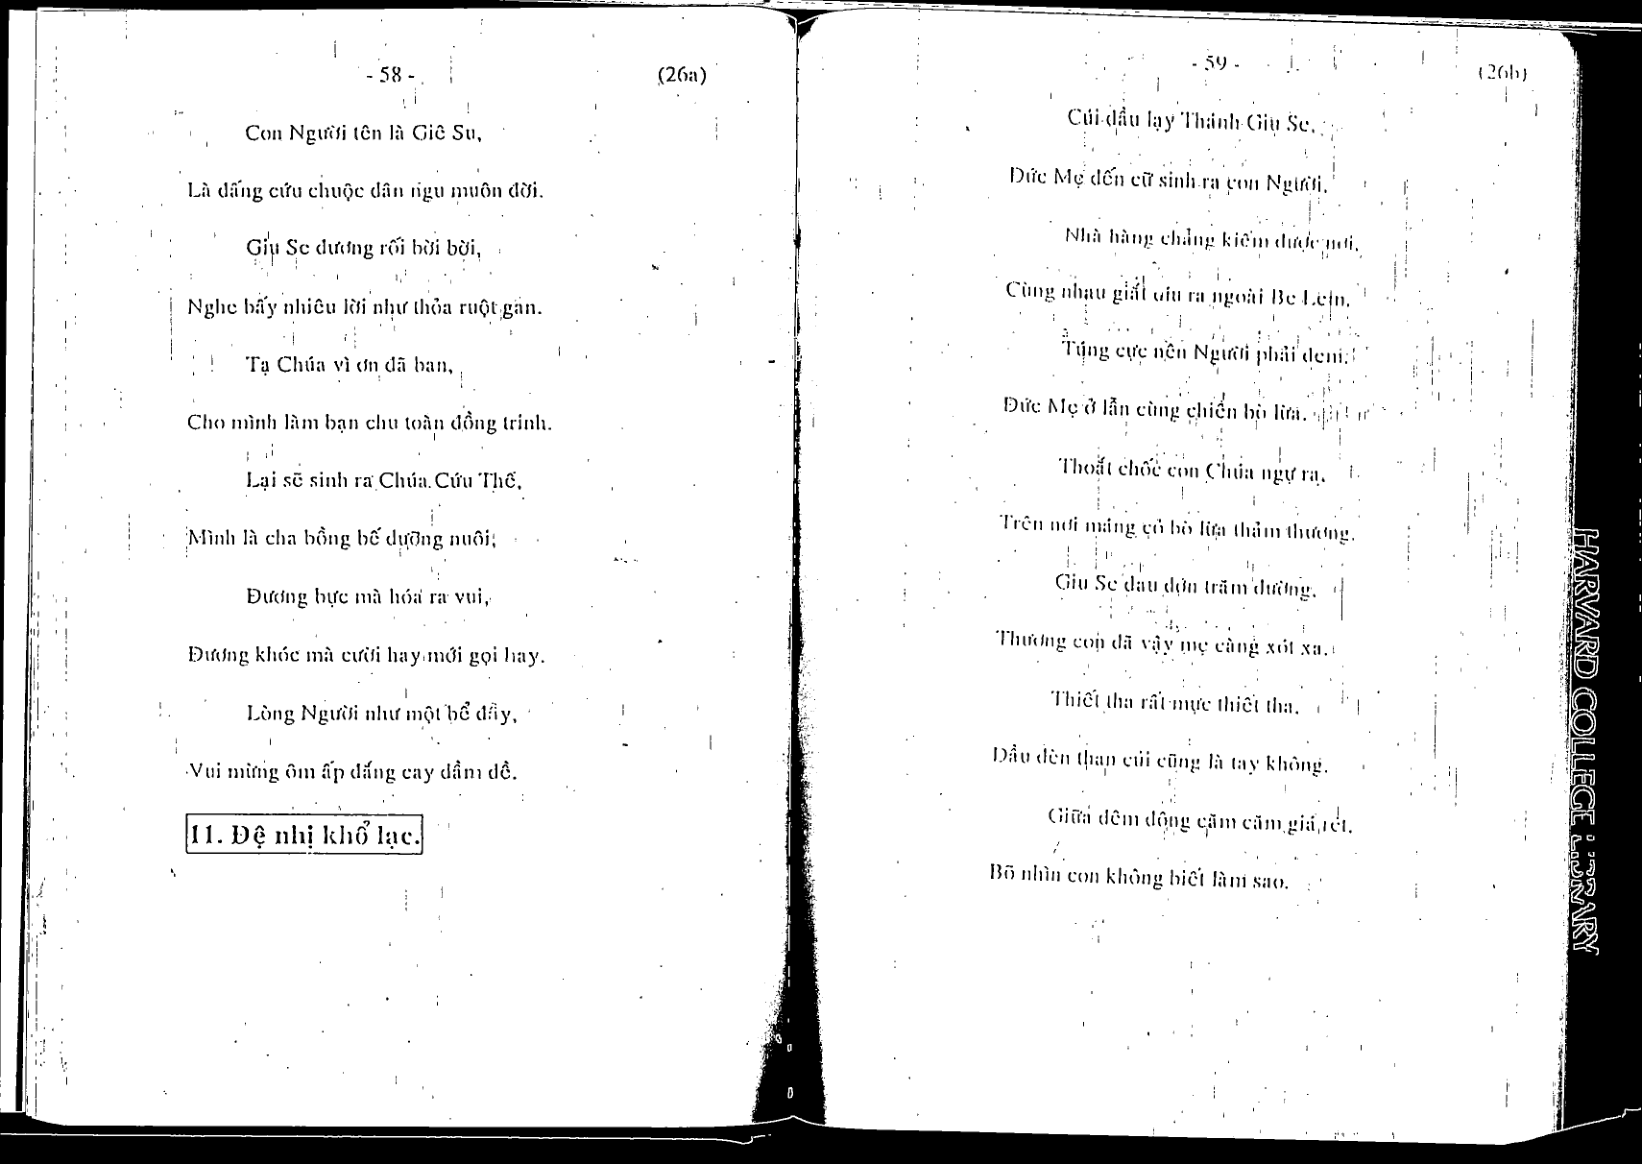 - 58 -
(26a)
Con Người tên là Giê Su,
Là đấng cứu chuộc dân ngu muôn đời.
Giu Se đương rối bời bời,
Nghe bấy nhiêu lời như thỏa ruột gan.
Tạ Chúa vì ơn đã ban,
Cho mình làm bạn chu toàn đồng trinh.
Lại sẽ sinh ra Chúa Cứu Thế,
Mình là cha bồng bế dưỡng nuôi;
Đương bực mà hóa ra vui,
Đương khóc mà cười hay mới gọi hay.
Lòng Người như một bể đầy,
Vui mừng ôm ấp đắng cay dầm dề.
11. Đệ nhị khổ lạc.
- 59 -
(26b)
Cúi đầu lạy Thánh Giu Se,
Đức Mẹ đến cữ sinh ra con Người.
Nhà hàng chẳng kiếm được nơi,
Cùng nhau giắt díu ra ngoài Be Lem.
Túng cực nên Người phải đem,
Đức Mẹ ở lẫn cùng chiên bò lừa.
Thoắt chốc con Chúa ngự ra,
Trên nơi máng cỏ bò lừa thảm thương.
Giu Se đau đớn trăm đường,
Thương con đã vậy mẹ càng xót xa.
Thiết tha rất mực thiết tha,
Dầu đèn than củi cũng là tay không.
Giữa đêm đông căm căm giá rét,
Bõ nhìn con không biết làm sao.
HARVARD COLLEGE LIBRARY